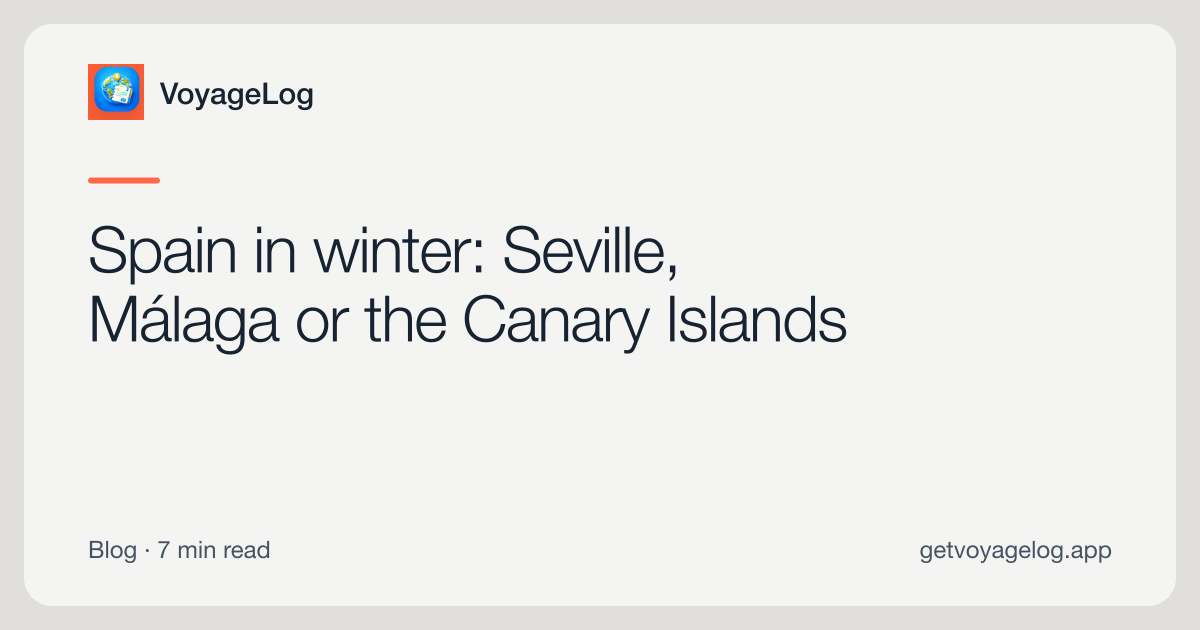 VoyageLog
Spain in winter: Seville,
Málaga or the Canary Islands
Blog · 7 min read
getvoyagelog.app